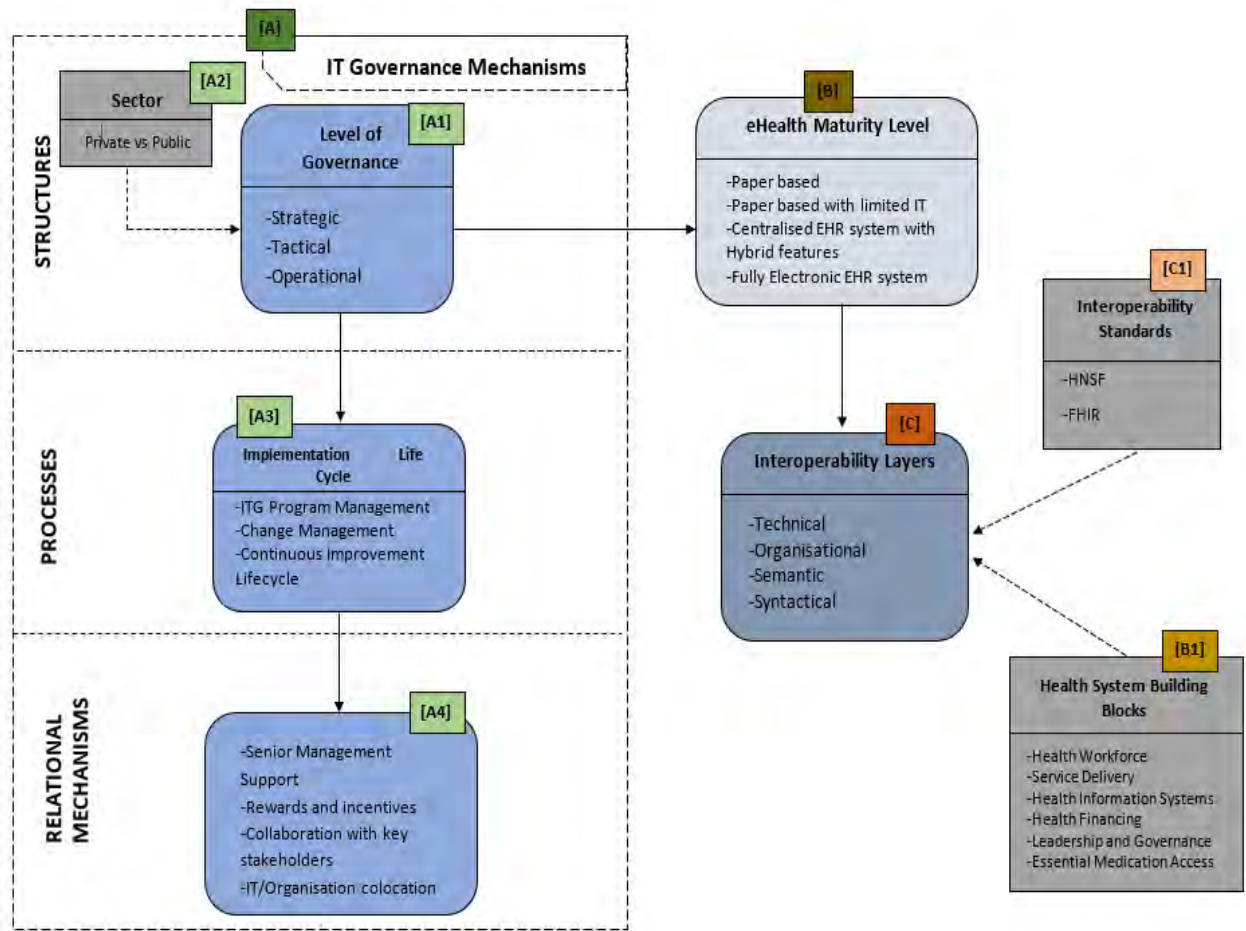 [A]
IT Governance Mechanisms
STRUCTURES
[A2]
Sector
Private vs Public
[A1]
Level of
Governance
-Strategic
-Tactical
-Operational
[B]
eHealth Maturity Level
-Paper based
-Paper based with limited IT
-Centralised EHR system with
Hybrid features
-Fully Electronic EHR system
[C1]
Interoperability
Standards
-HNSF
-FHIR
PROCESSES
[A3]
Implementation Life
Cycle
-ITG Program Management
-Change Management
-Continuous Improvement
Lifecycle
[C]
Interoperability Layers
-Technical
-Organisational
-Semantic
-Syntactical
[B1]
Health System Building
Blocks
-Health Workforce
-Service Delivery
-Health Information Systems
-Health Financing
-Leadership and Governance
-Essential Medication Access
RELATIONAL
MECHANISMS
[A4]
-Senior Management
Support
-Rewards and incentives
-Collaboration with key
stakeholders
-IT/Organisation colocation